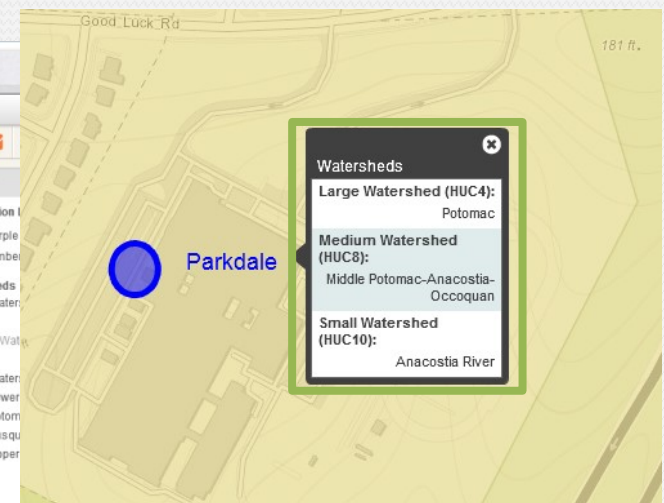 Good Luck Rd
181 ft.
Watersheds
Large Watershed (HUC4):
Potomac
Medium Watershed
(HUC8):
Middle Potomac-Anacostia-
Occoquan
Small Watershed
(HUC10):
Anacostia River
Parkdale